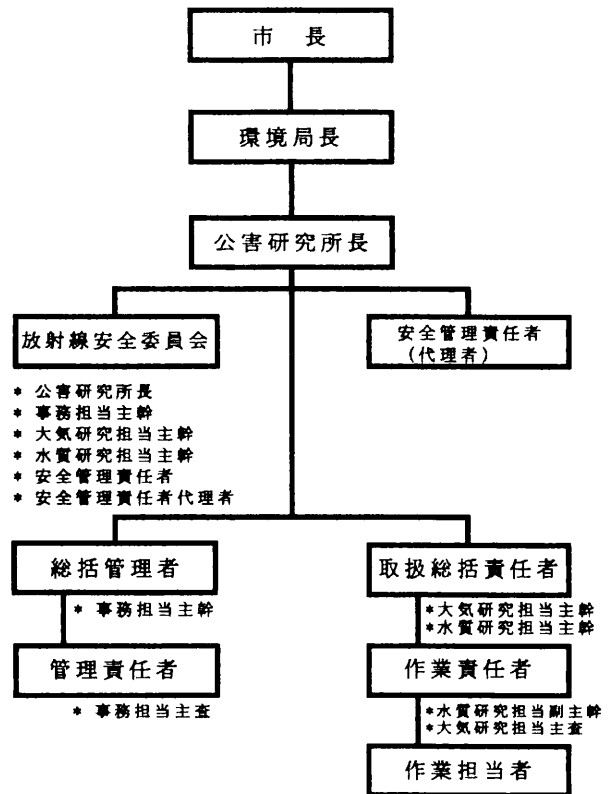 市 長
環境局長
公害研究所長
放射線安全委員会
安全管理責任者
(代理者)
* 公害研究所長
* 事務担当主幹
* 大気研究担当主幹
* 水質研究担当主幹
* 安全管理責任者
* 安全管理責任者代理者
総括管理者
* 事務担当主幹
管理責任者
* 事務担当主査
取扱総括責任者
*大気研究担当主幹
*水質研究担当主幹
作業責任者
*水質研究担当副主幹
*大気研究担当主査
作業担当者